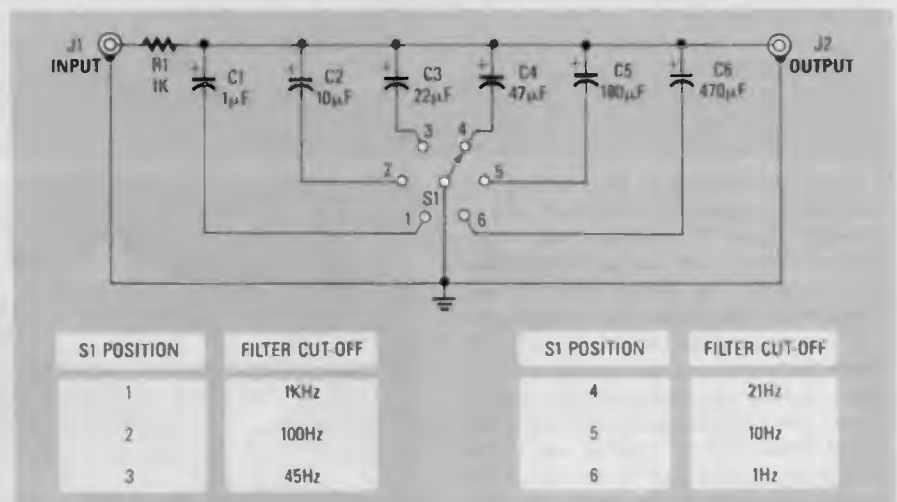 J1
INPUT
R1
1K
C1
1µF
C2
10µF
C3
22µF
C4
47µF
C5
180µF
C6
470µF
J2
OUTPUT
1
2
3
4
5
6
S1
S1 POSITION FILTER CUT-OFF
1 1KHz
2 100Hz
3 45Hz
S1 POSITION FILTER CUT-OFF
4 21Hz
5 10Hz
6 1Hz